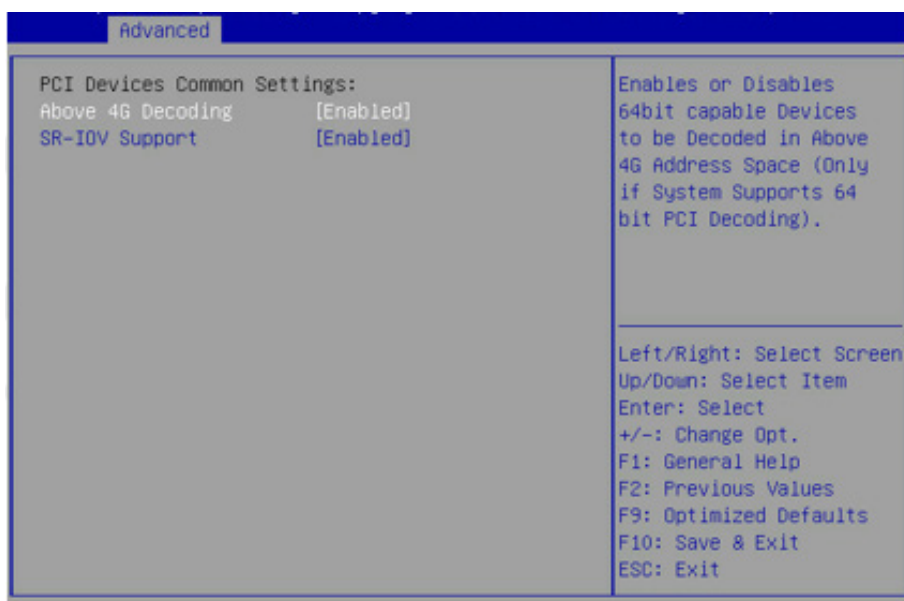 Advanced
PCI Devices Common Settings:
Above 4G Decoding [Enabled]
SR-IOV Support [Enabled]
Enables or Disables
64bit capable Devices
to be Decoded in Above
4G Address Space (Only
if System Supports 64
bit PCI Decoding).
Left/Right: Select Screen
Up/Down: Select Item
Enter: Select
+/-: Change Opt.
F1: General Help
F2: Previous Values
F9: Optimized Defaults
F10: Save & Exit
ESC: Exit